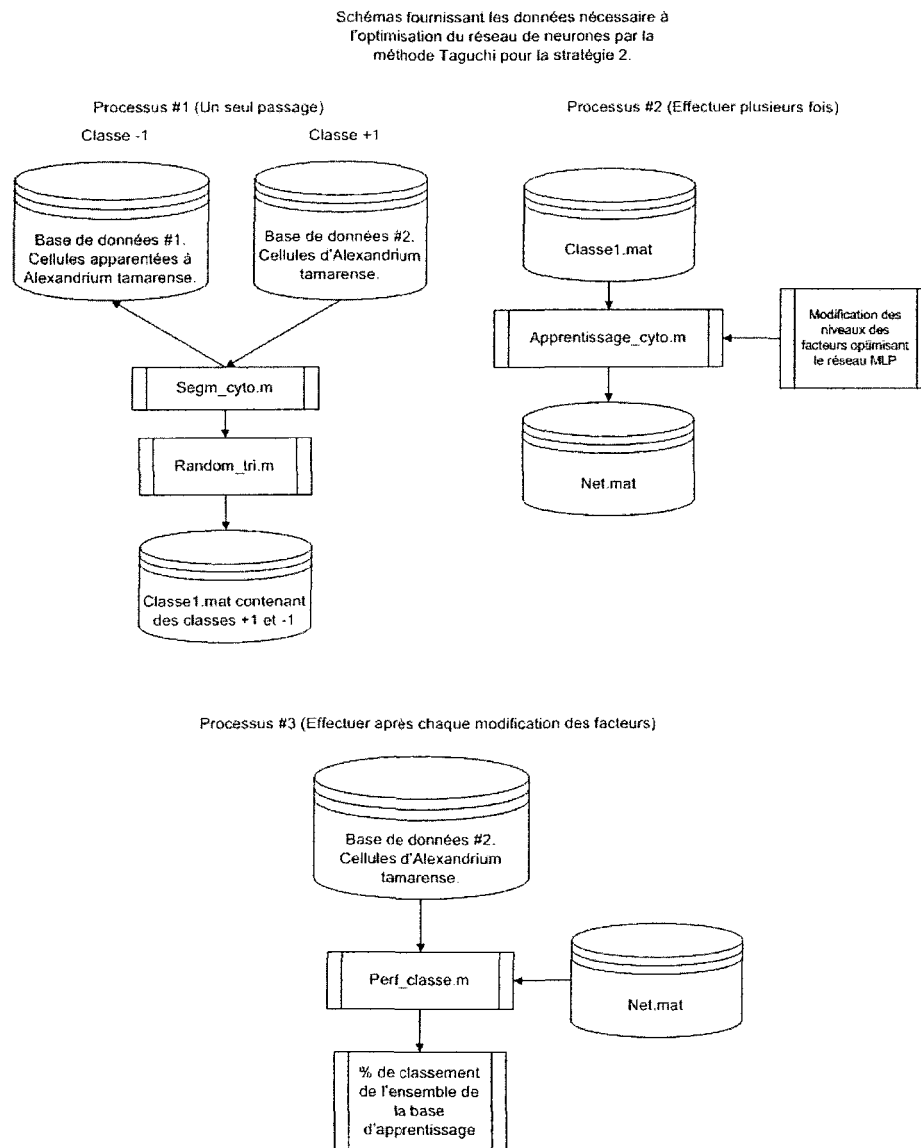 Schémas fournissant les données nécessaire à
l'optimisation du réseau de neurones par la
méthode Taguchi pour la stratégie 2.
Processus #1 (Un seul passage)
Classe -1
Classe +1
Base de données #1.
Cellules apparentées à
Alexandrium tamarense.
Base de données #2.
Cellules d'Alexandrium
tamarense.
Segm_cyto.m
Random_tri.m
Classe1.mat contenant
des classes +1 et -1
Processus #2 (Effectuer plusieurs fois)
Classe1.mat
Apprentissage_cyto.m
Modification des
niveaux des
facteurs optimisant
le réseau MLP
Net.mat
Processus #3 (Effectuer après chaque modification des facteurs)
Base de données #2.
Cellules d'Alexandrium
tamarense.
Perf_classe.m
Net.mat
% de classement
de l'ensemble de
la base
d'apprentissage